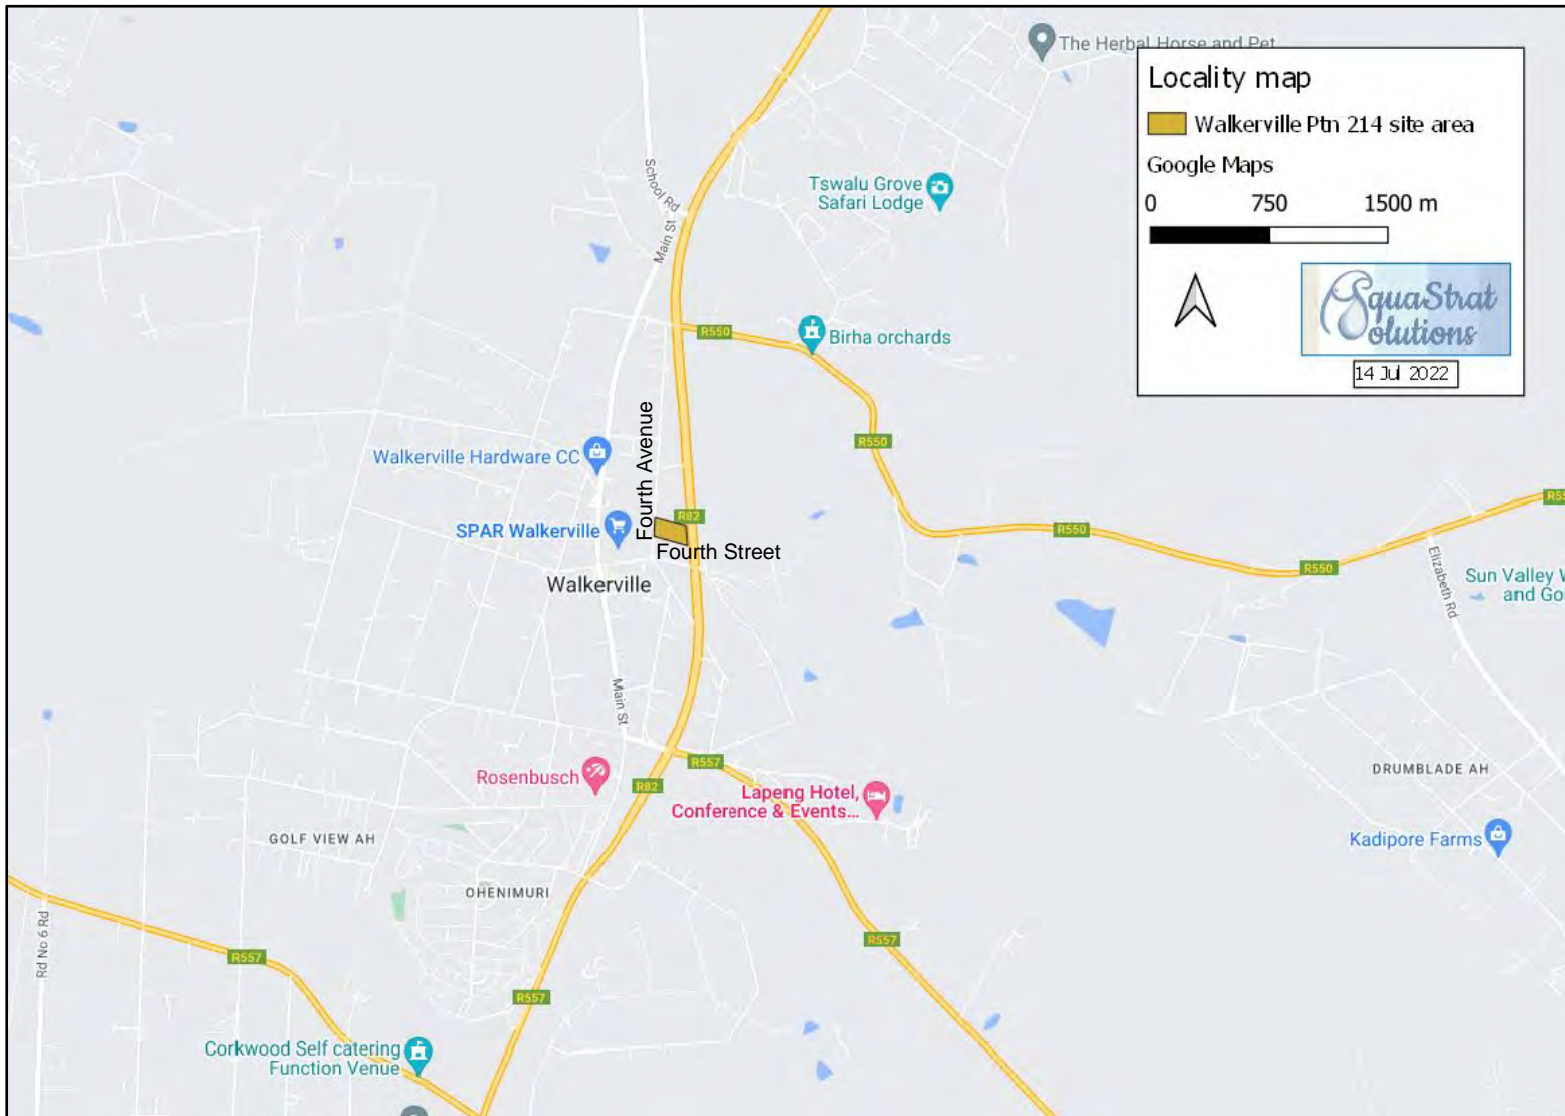 The Herbal Horse and Pet
Locality map
Walkerville Ptn 214 site area
Google Maps
0 750 1500 m
AquaStrat
Solutions
14 Jul 2022
School Rd
Main St
Tswalu Grove
Safari Lodge
R550
Birha orchards
Fourth Avenue
R550
Walkerville Hardware CC
SPAR Walkerville
R82
Fourth Street
R550
R55
Walkerville
R550
Elizabeth Rd
Sun Valley W
and Go
Main St
Rosenbusch
R557
R82
Lapeng Hotel,
Conference & Events...
DRUMBLADE AH
Kadipore Farms
GOLF VIEW AH
OHENIMURI
Rd No 6 Rd
R557
R557
R557
Corkwood Self catering
Function Venue